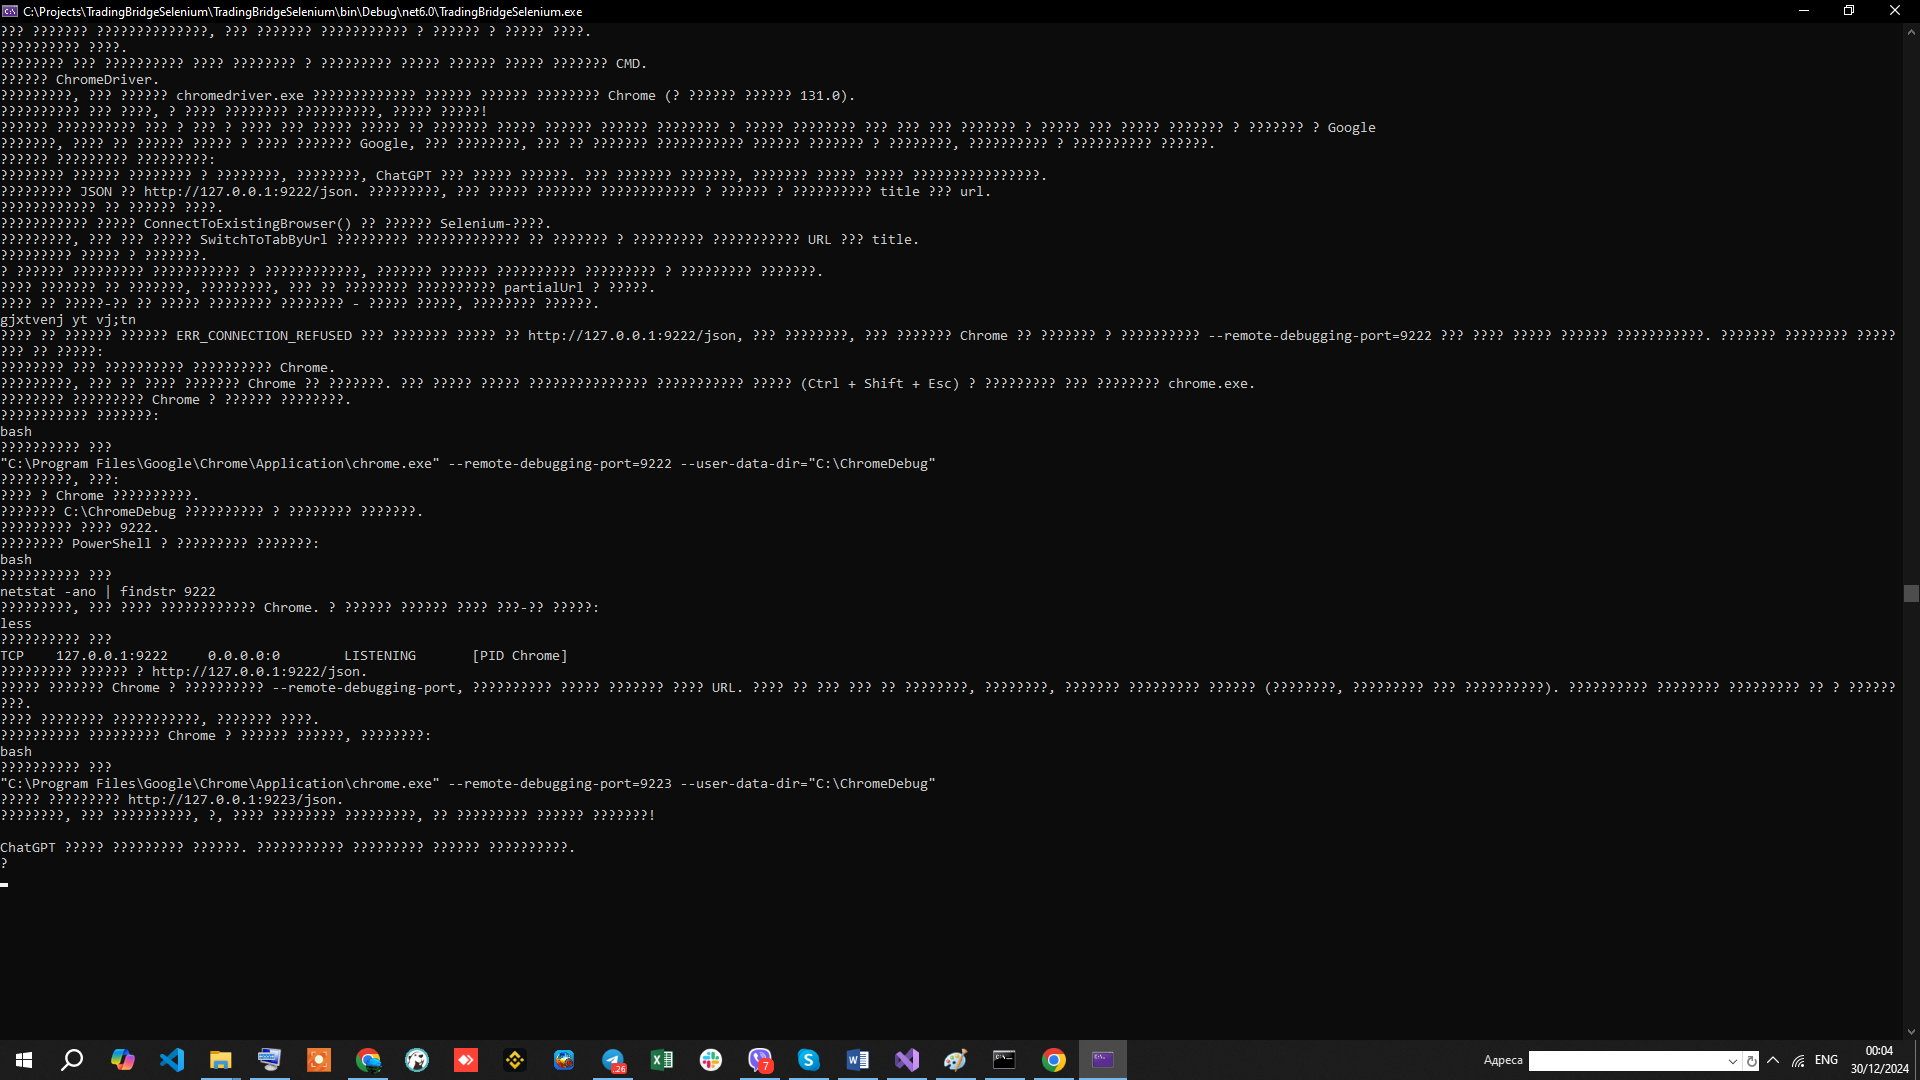 C:\Projects\TradingBridgeSelenium\TradingBridgeSelenium\bin\Debug\net6.0\TradingBridgeSelenium.exe
??? ??????? ??????????????, ??? ??????? ??????????? ? ?????? ? ????? ????.
?????????? ????.
???????? ??? ?????????? ???? ???????? ? ????????? ????? ?????? ????? ??????? CMD.
?????? ChromeDriver.
?????????, ??? ?????? chromedriver.exe ????????????? ?????? ?????? ???????? Chrome (? ?????? ?????? 131.0).
?????????? ??? ????, ? ???? ???????? ??????????, ????? ?????!
?????? ?????????? ??? ? ??? ? ???? ??? ????? ????? ?? ??????? ????? ?????? ?????? ???????? ? ????? ???????? ??? ??? ??? ??????? ? ????? ??? ????? ??????? ? ??????? ? Google
???????, ???? ?? ?????? ????? ? ???? ??????? Google, ??? ????????, ??? ?? ??????? ??????????? ?????? ??????? ? ????????, ?????????? ? ?????????? ??????.
?????? ????????? ?????????:
???????? ?????? ???????? ? ????????, ????????, ChatGPT ??? ????? ??????. ??? ??????? ???????, ??????? ????? ????? ????????????????.
????????? JSON ?? http://127.0.0.1:9222/json. ?????????, ??? ????? ??????? ???????????? ? ?????? ? ?????????? title ??? url.
???????????? ?? ?????? ????.
??????????? ????? ConnectToExistingBrowser() ?? ?????? Selenium-????.
?????????, ??? ??? ????? SwitchToTabByUrl ????????? ????????????? ?? ??????? ? ????????? ??????????? URL ??? title.
????????? ????? ? ???????.
? ?????? ????????? ??????????? ? ????????????, ??????? ?????? ?????????? ????????? ? ????????? ???????.
???? ??????? ?? ???????, ?????????, ??? ?? ???????? ?????????? partialUrl ? ?????.
???? ?? ?????-?? ?? ????? ???????? ???????? - ????? ?????, ???????? ??????.
gjxtvenj yt vj;tn
???? ?? ?????? ?????? ERR_CONNECTION_REFUSED ??? ??????? ????? ?? http://127.0.0.1:9222/json, ??? ????????, ??? ??????? Chrome ?? ??????? ? ?????????? --remote-debugging-port=9222 ??? ???? ????? ?????? ???????????. ??????? ???????? ?????
??? ?? ?????:
???????? ??? ?????????? ?????????? Chrome.
?????????, ??? ?? ???? ??????? Chrome ?? ???????. ??? ????? ????? ??????????????? ??????????? ????? (Ctrl + Shift + Esc) ? ????????? ??? ???????? chrome.exe.
???????? ????????? Chrome ? ?????? ????????.
??????????? ???????:
bash
?????????? ???
"C:\Program Files\Google\Chrome\Application\chrome.exe" --remote-debugging-port=9222 --user-data-dir="C:\ChromeDebug"
?????????, ???:
???? ? Chrome ??????????.
??????? C:\ChromeDebug ?????????? ? ???????? ???????.
????????? ???? 9222.
???????? PowerShell ? ????????? ???????:
bash
?????????? ???
netstat -ano | findstr 9222
?????????, ??? ???? ???????????? Chrome. ? ?????? ?????? ???? ???-?? ?????:
less
?????????? ???
TCP    127.0.0.1:9222     0.0.0.0:0        LISTENING       [PID Chrome]
????????? ?????? ? http://127.0.0.1:9222/json.
????? ??????? Chrome ? ?????????? --remote-debugging-port, ?????????? ????? ??????? ???? URL. ???? ?? ??? ??? ?? ????????, ????????, ??????? ????????? ?????? (????????, ????????? ??? ??????????). ?????????? ???????? ????????? ?? ? ??????
???.
???? ???????? ???????????, ??????? ????.
?????????? ????????? Chrome ? ?????? ??????, ????????:
bash
?????????? ???
"C:\Program Files\Google\Chrome\Application\chrome.exe" --remote-debugging-port=9223 --user-data-dir="C:\ChromeDebug"
????? ????????? http://127.0.0.1:9223/json.
????????, ??? ??????????, ?, ???? ???????? ?????????, ?? ????????? ?????? ???????!
ChatGPT ????? ????????? ??????. ??????????? ????????? ?????? ??????????.
?
26
7
Адреса
ENG
00:04
30/12/2024